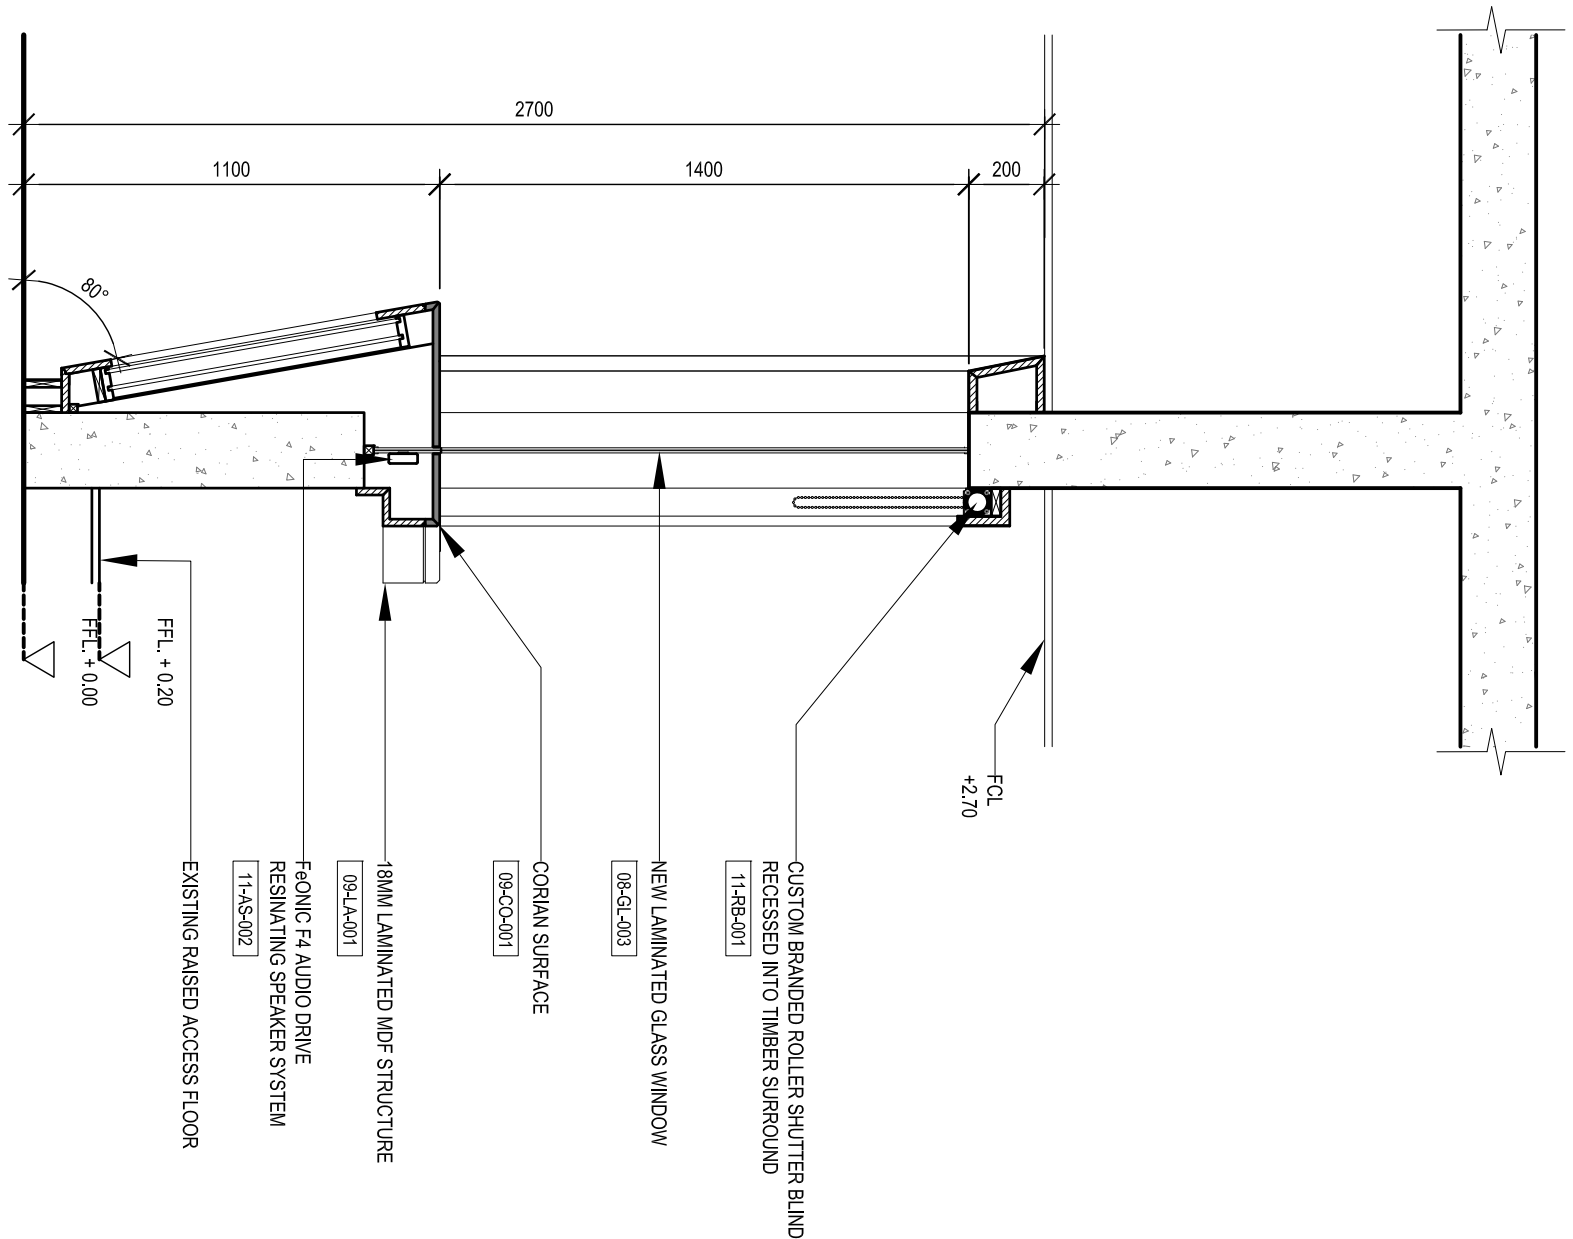 2700
1100
1400
200
80°
FCL
+2.70
CUSTOM BRANDED ROLLER SHUTTER BLIND
RECESSED INTO TIMBER SURROUND
11-RB-001
NEW LAMINATED GLASS WINDOW
08-GL-003
CORIAN SURFACE
09-CO-001
18MM LAMINATED MDF STRUCTURE
09-LA-001
FeONIC F4 AUDIO DRIVE
RESINATING SPEAKER SYSTEM
11-AS-002
EXISTING RAISED ACCESS FLOOR
FFL. + 0.20
FFL. + 0.00